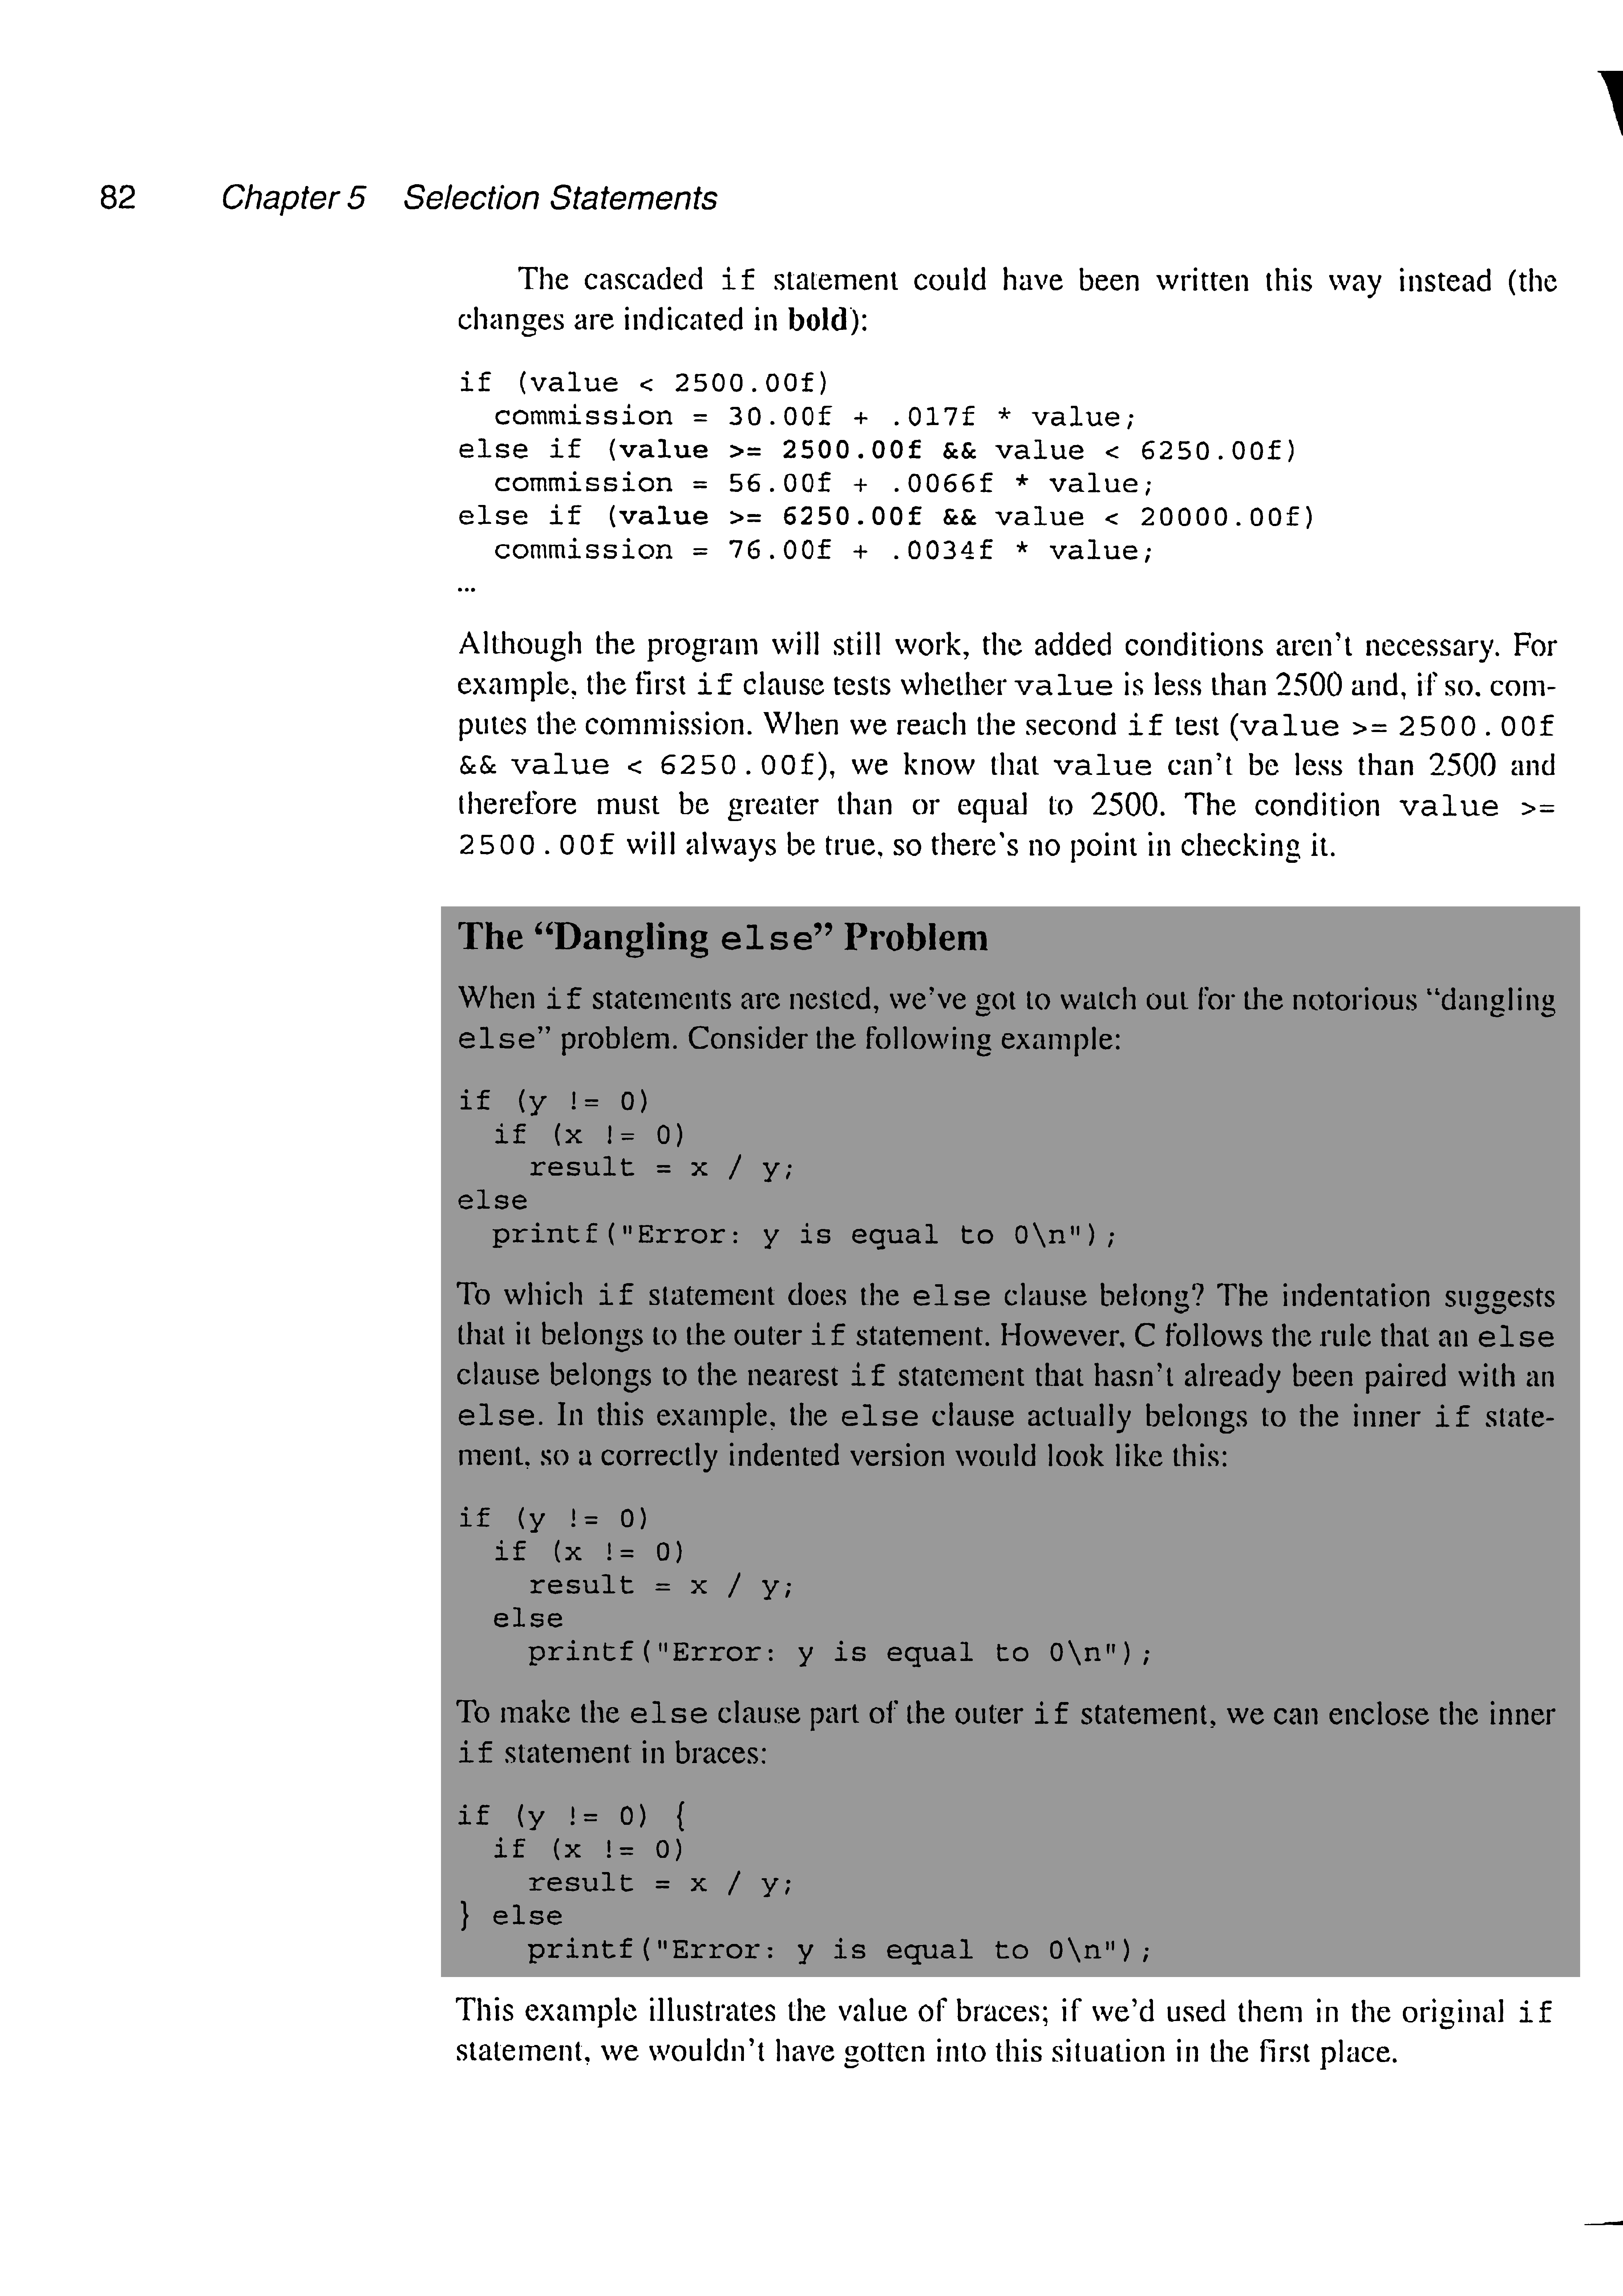 82 Chapter 5 Selection Statements
The cascaded if statement could have been written this way instead (the
changes are indicated in bold):
if (value < 2500.00f)
  commission = 30.00f + .017f * value;
else if (value >= 2500.00f && value < 6250.00f)
  commission = 56.00f + .0066f * value;
else if (value >= 6250.00f && value < 20000.00f)
  commission = 76.00f + .0034f * value;
…
Although the program will still work, the added conditions aren't necessary. For
example, the first if clause tests whether value is less than 2500 and, if so, com-
putes the commission. When we reach the second if test (value >= 2500.00f
&& value < 6250.00f), we know that value can't be less than 2500 and
therefore must be greater than or equal to 2500. The condition value >=
2500.00f will always be true, so there's no point in checking it.
The “Dangling else” Problem
When if statements are nested, we've got to watch out for the notorious “dangling
else” problem. Consider the following example:
if (y != 0)
  if (x != 0)
    result = x / y;
else
  printf("Error: y is equal to 0\n");
To which if statement does the else clause belong? The indentation suggests
that it belongs to the outer if statement. However, C follows the rule that an else
clause belongs to the nearest if statement that hasn't already been paired with an
else. In this example, the else clause actually belongs to the inner if state-
ment, so a correctly indented version would look like this:
if (y != 0)
  if (x != 0)
    result = x / y;
  else
    printf("Error: y is equal to 0\n");
To make the else clause part of the outer if statement, we can enclose the inner
if statement in braces:
if (y != 0) {
  if (x != 0)
    result = x / y;
} else
    printf("Error: y is equal to 0\n");
This example illustrates the value of braces; if we'd used them in the original if
statement, we wouldn't have gotten into this situation in the first place.